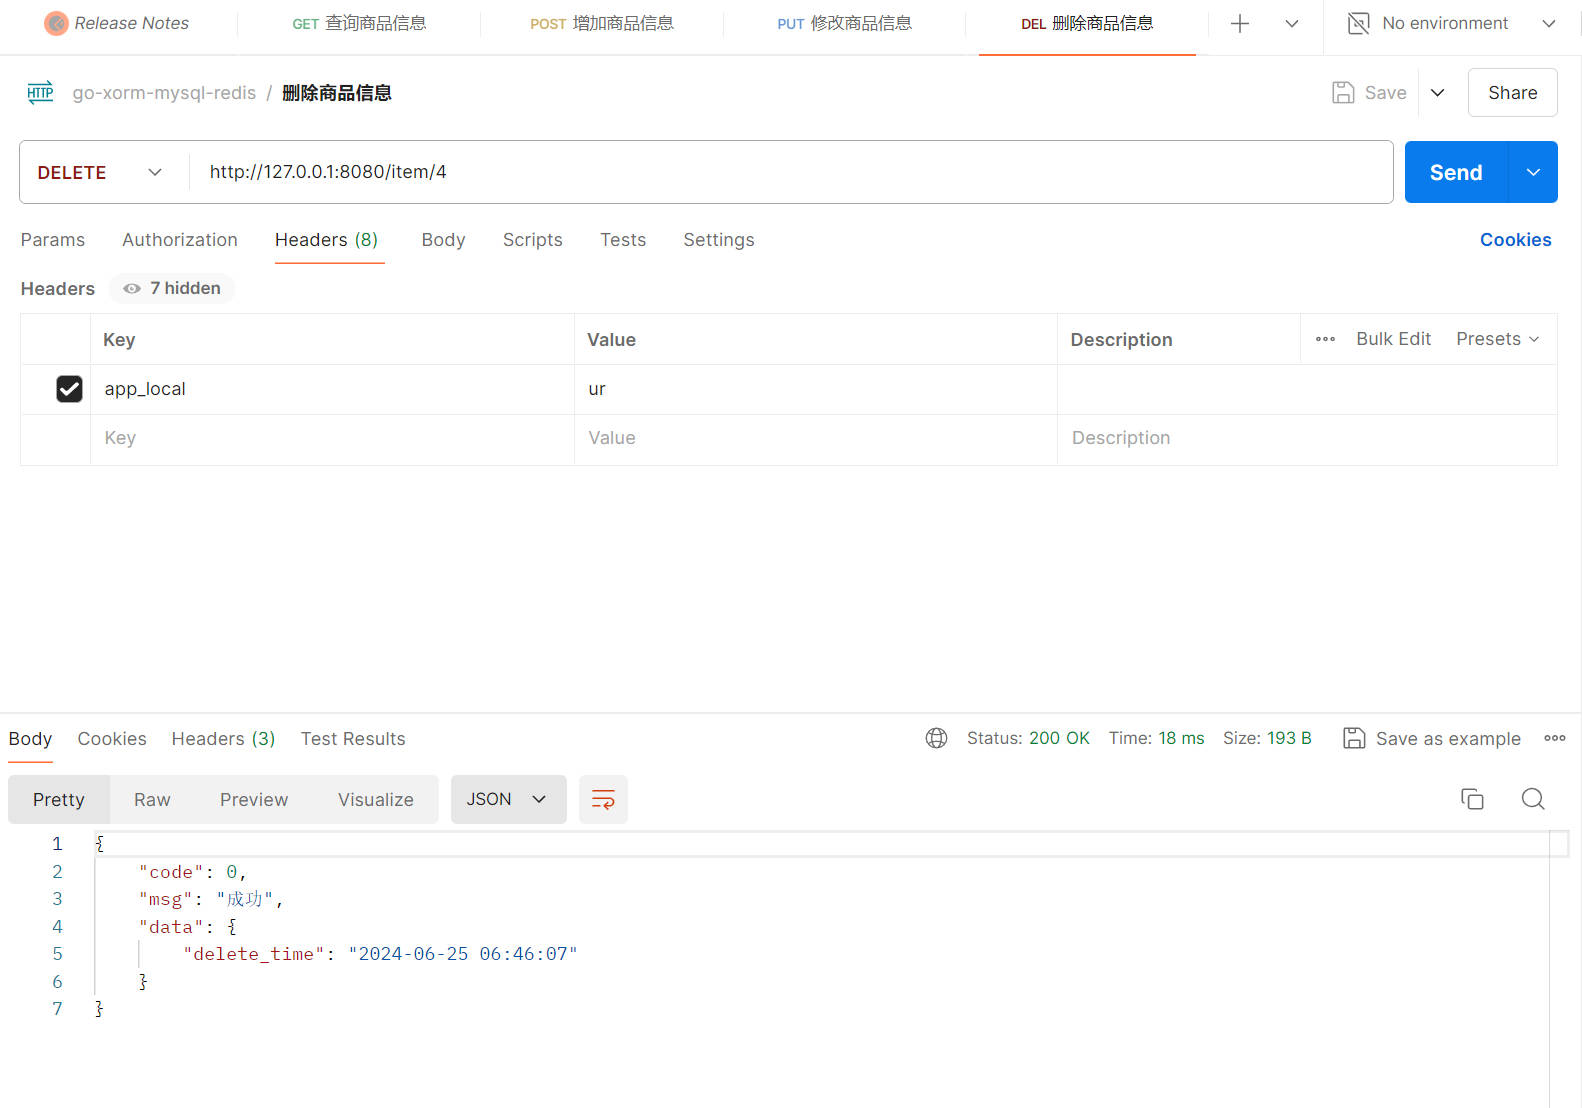 Release Notes GET 查询商品信息 POST 增加商品信息 PUT 修改商品信息 DEL 删除商品信息 No environment
HTTP go-xorm-mysql-redis / 删除商品信息 Save Share
DELETE http://127.0.0.1:8080/item/4 Send
Params Authorization Headers (8) Body Scripts Tests Settings Cookies
Headers 7 hidden
Key Value Description Bulk Edit Presets
app_local ur
Key Value Description
Body Cookies Headers (3) Test Results Status: 200 OK Time: 18 ms Size: 193 B Save as example
Pretty Raw Preview Visualize JSON
1 {
2 "code": 0,
3 "msg": "成功",
4 "data": {
5 "delete_time": "2024-06-25 06:46:07"
6 }
7 }